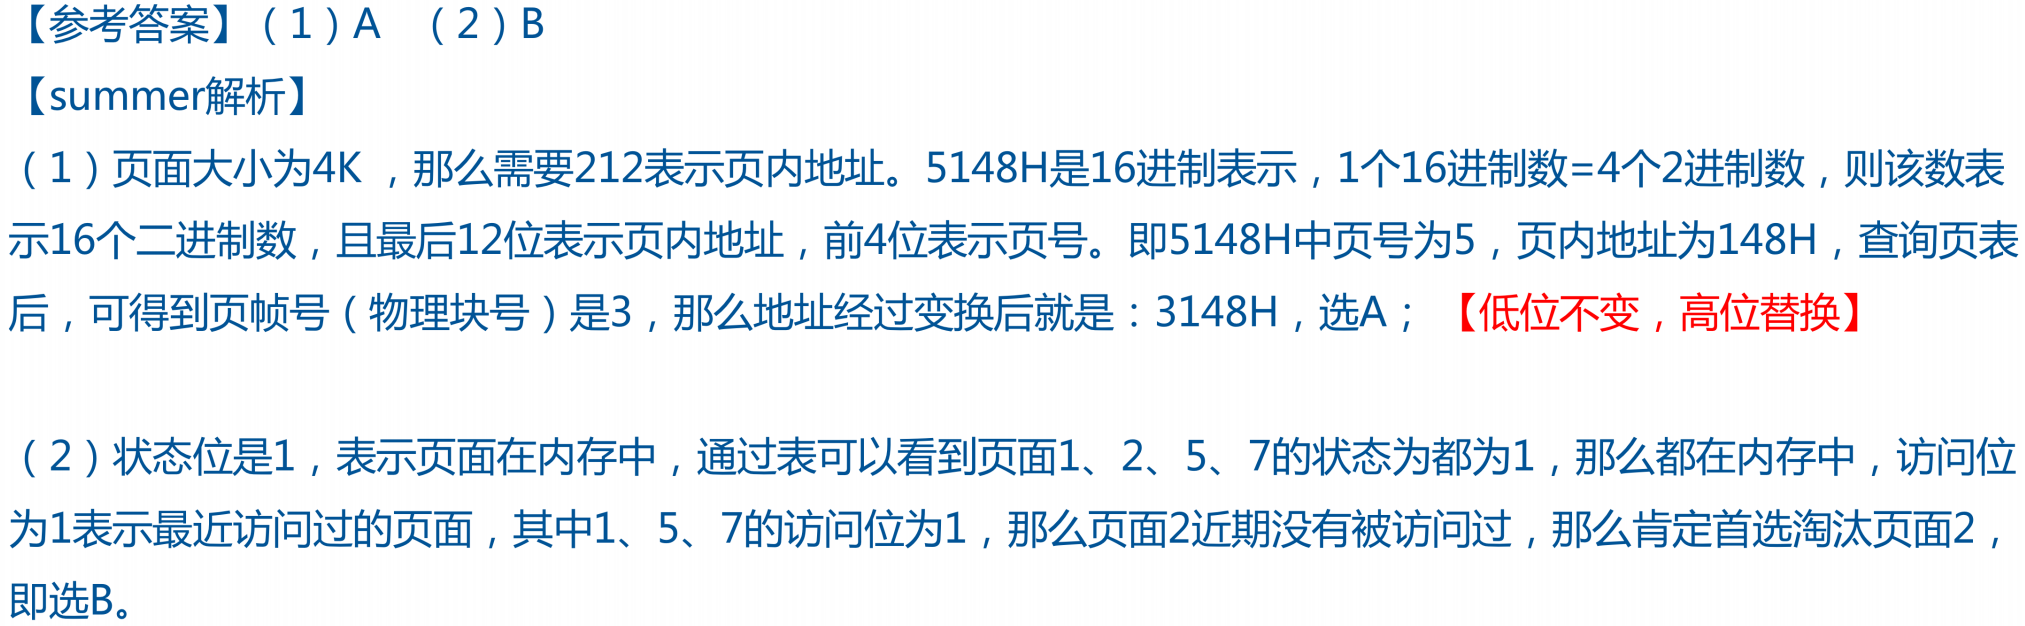 【参考答案】（1）A （2）B
【summer解析】
（1）页面大小为4K ，那么需要212表示页内地址。5148H是16进制表示，1个16进制数=4个2进制数，则该数表
示16个二进制数，且最后12位表示页内地址，前4位表示页号。即5148H中页号为5，页内地址为148H，查询页表
后，可得到页帧号（物理块号）是3，那么地址经过变换后就是：3148H，选A； 【低位不变，高位替换】
（2）状态位是1，表示页面在内存中，通过表可以看到页面1、2、5、7的状态为都为1，那么都在内存中，访问位
为1表示最近访问过的页面，其中1、5、7的访问位为1，那么页面2近期没有被访问过，那么肯定首选淘汰页面2，
即选B。